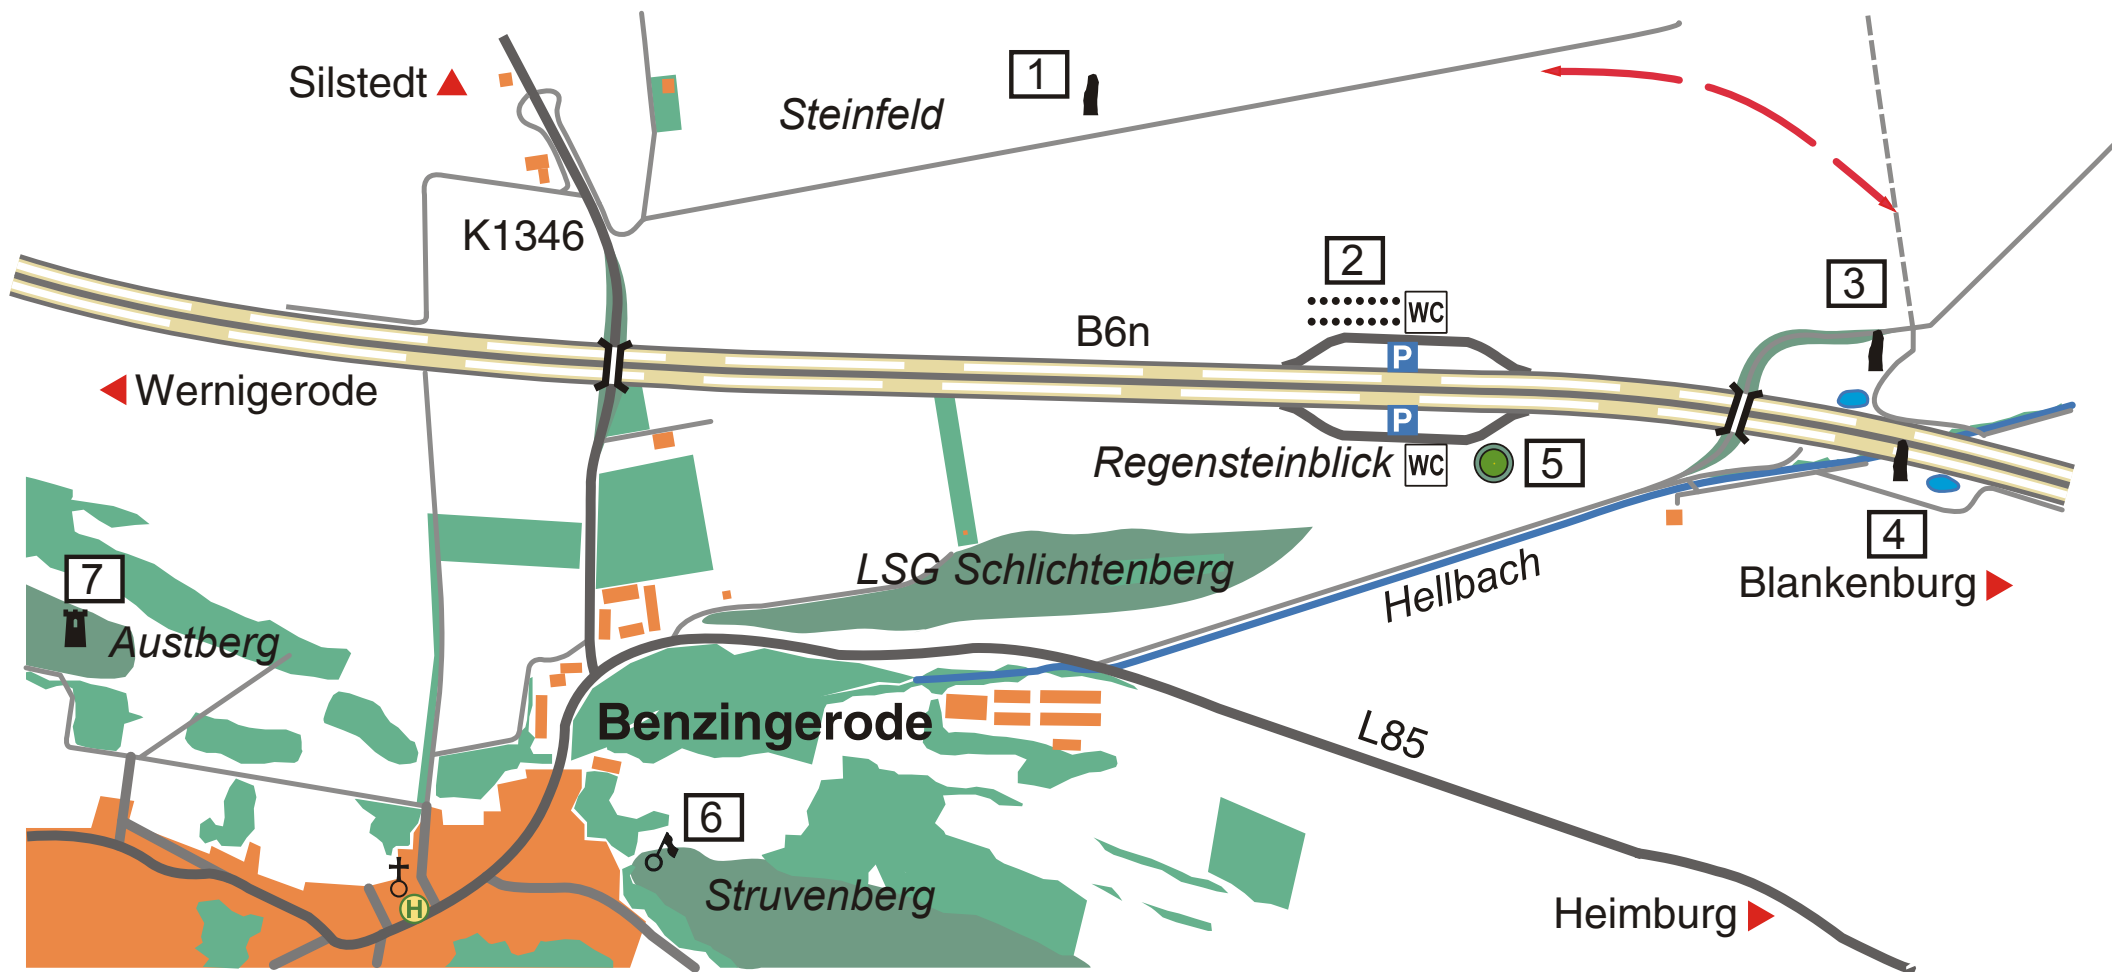 Silstedt
1
Steinfeld
K1346
2
WC
3
B6n
P
Wernigerode
P
Regensteinblick
WC
5
4
7
LSG Schlichtenberg
Hellbach
Blankenburg
Austberg
Benzingerode
L85
6
Struvenberg
H
Heimburg